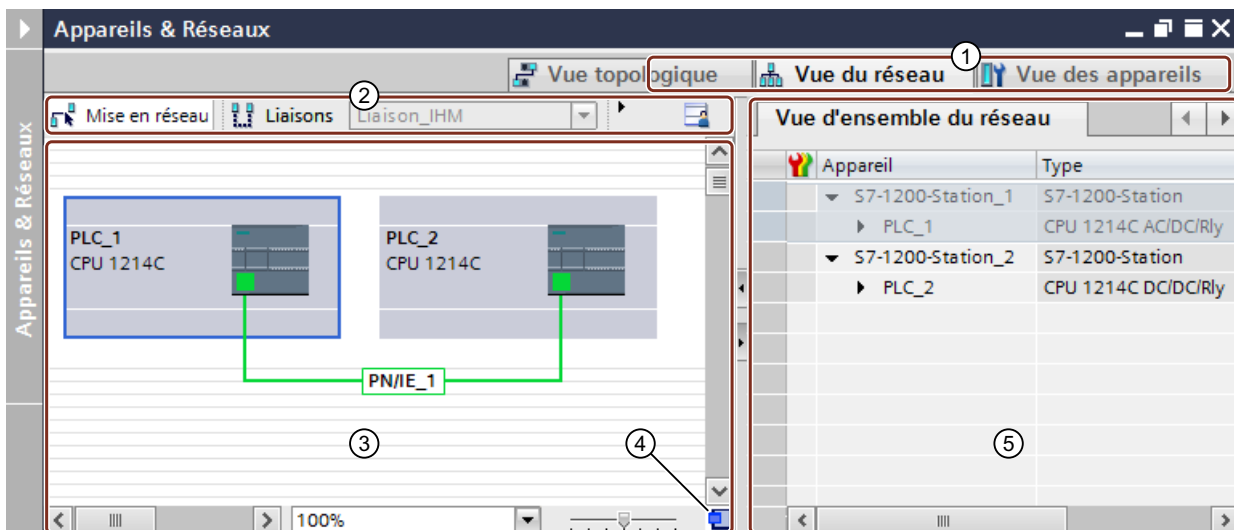 Appareils & Réseaux
Vue topologique
Vue du réseau
1
Vue des appareils
Mise en réseau
Liaisons
2
Liaison_IHM
Vue d'ensemble du réseau
Appareils & Réseaux
Appareil
Type
S7-1200-Station_1
S7-1200-Station
PLC_1
CPU 1214C AC/DC/Rly
S7-1200-Station_2
S7-1200-Station
PLC_2
CPU 1214C DC/DC/Rly
PLC_1
CPU 1214C
PLC_2
CPU 1214C
PN/IE_1
3
4
5
100%